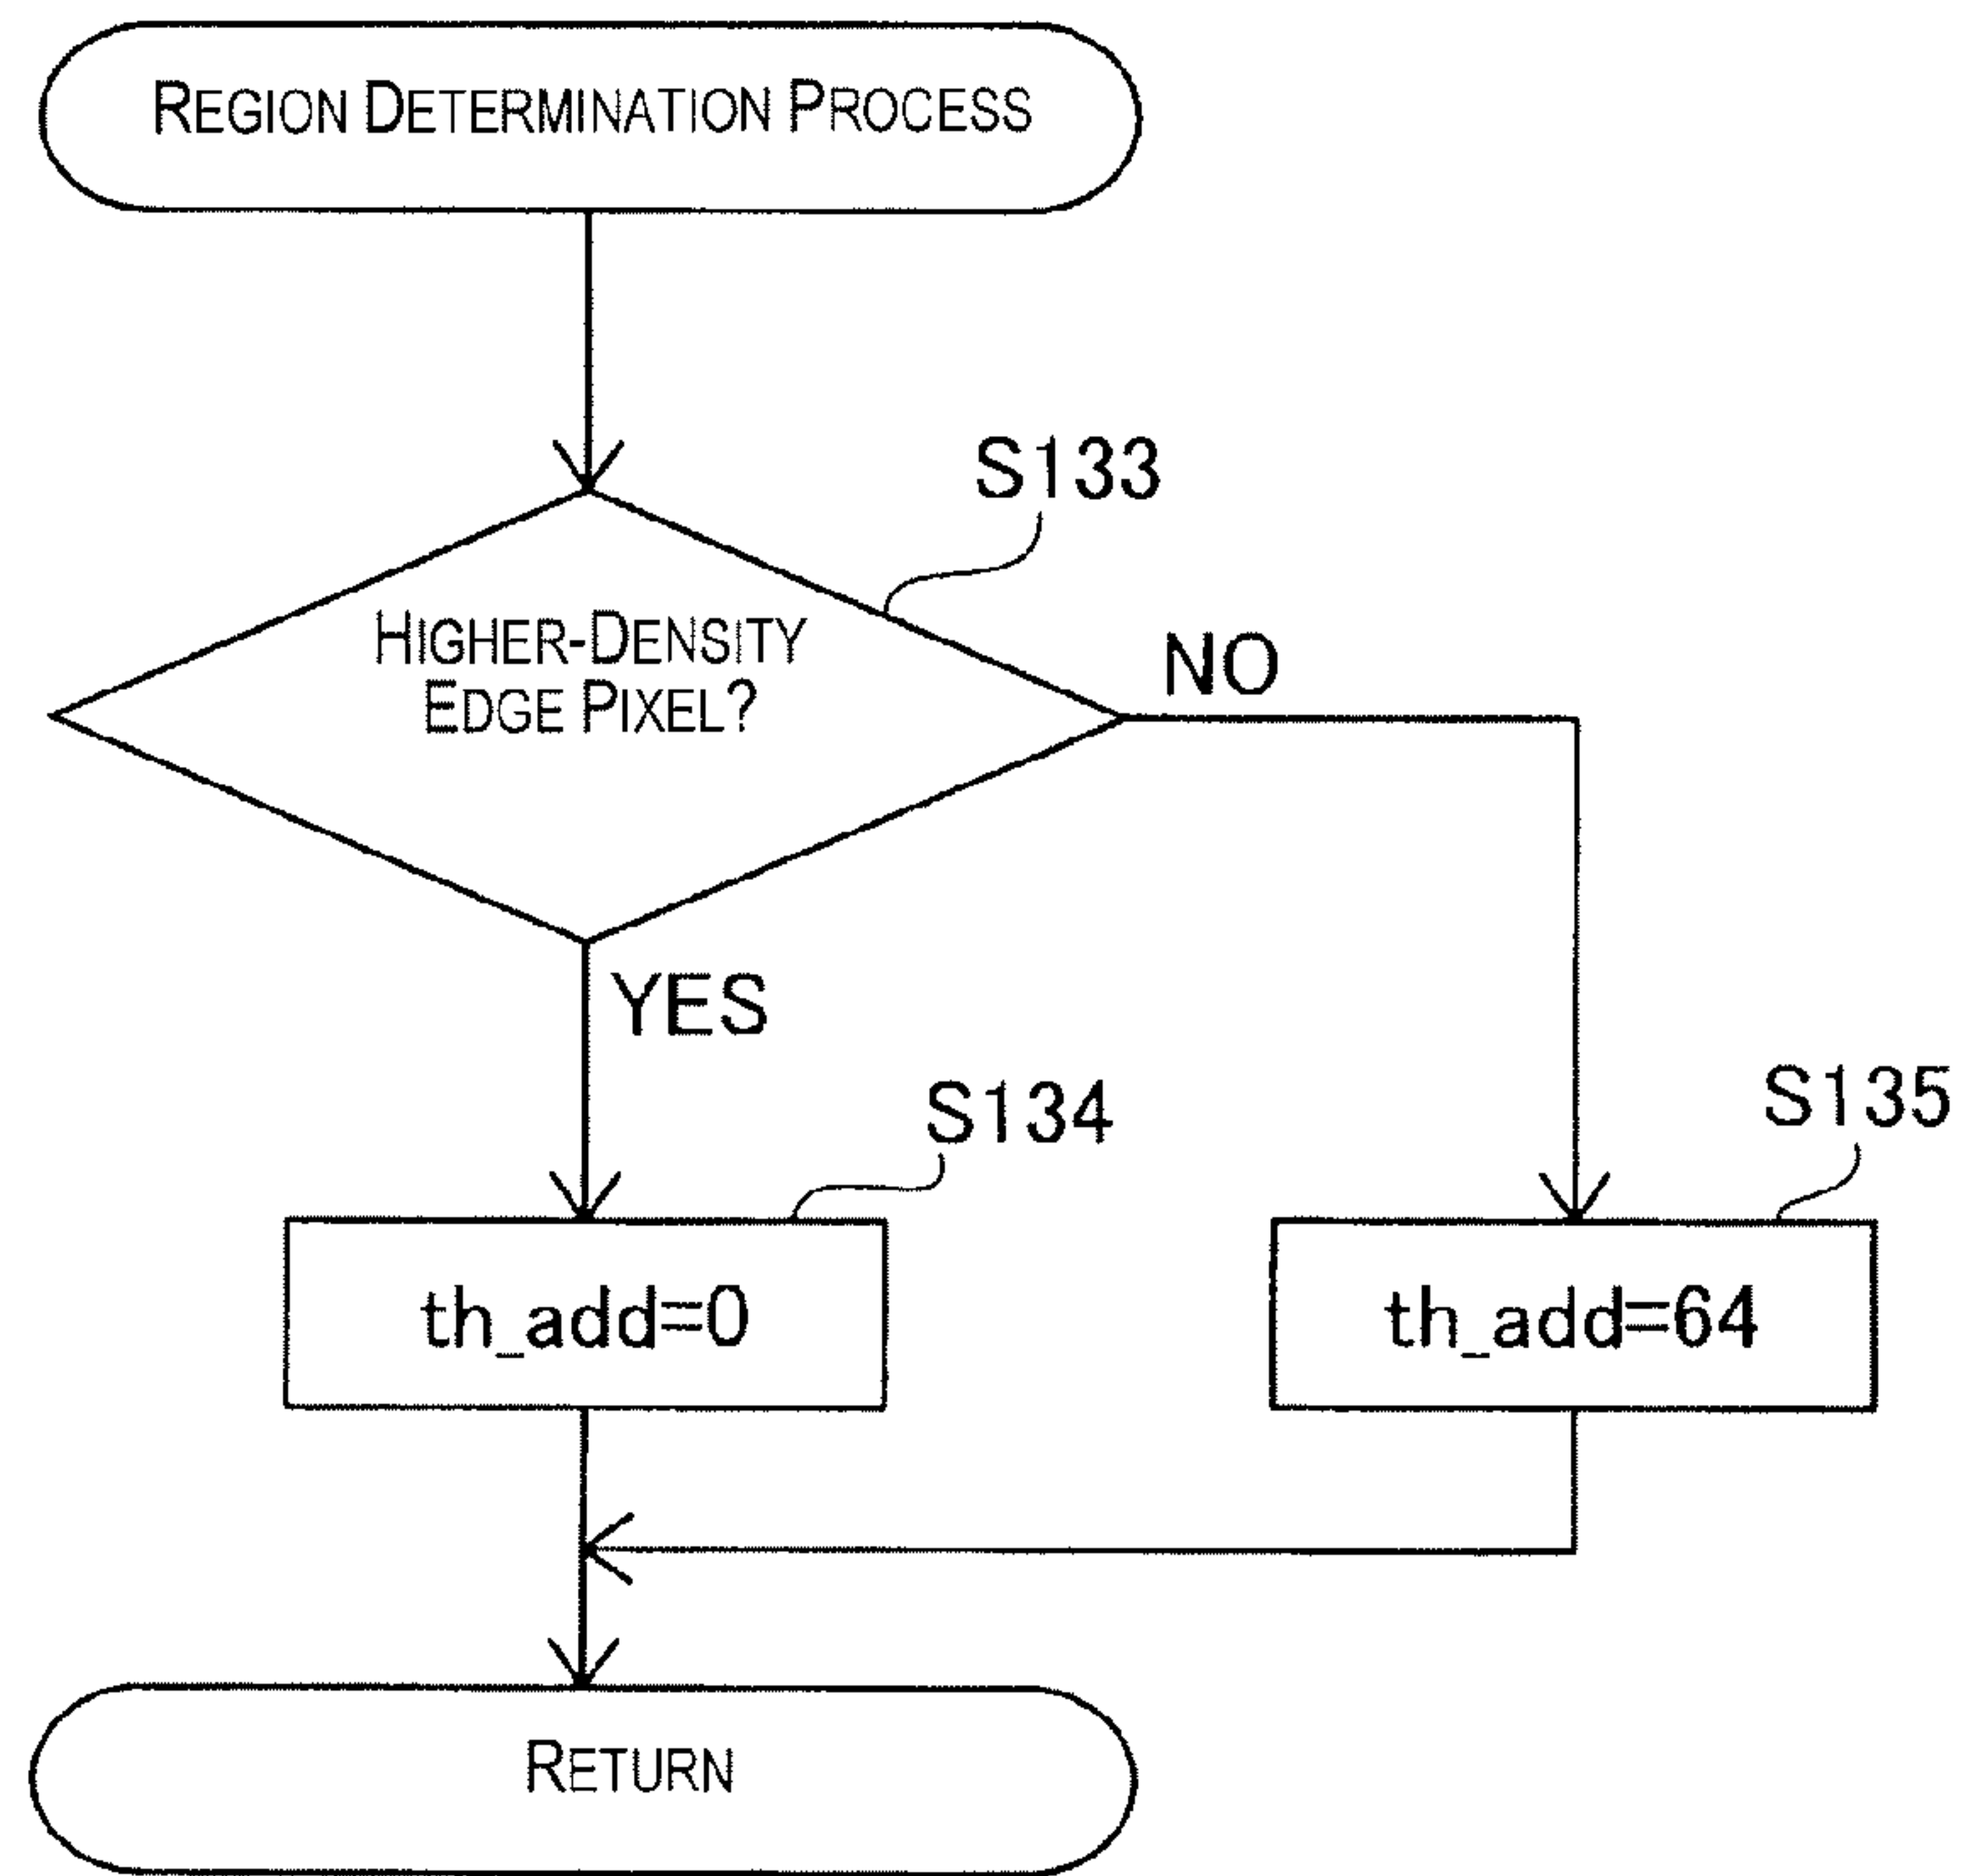 REGION DETERMINATION PROCESS
S133
HIGHER-DENSITY
EDGE PIXEL?
NO
YES
S134
S135
th_add=0
th_add=64
RETURN